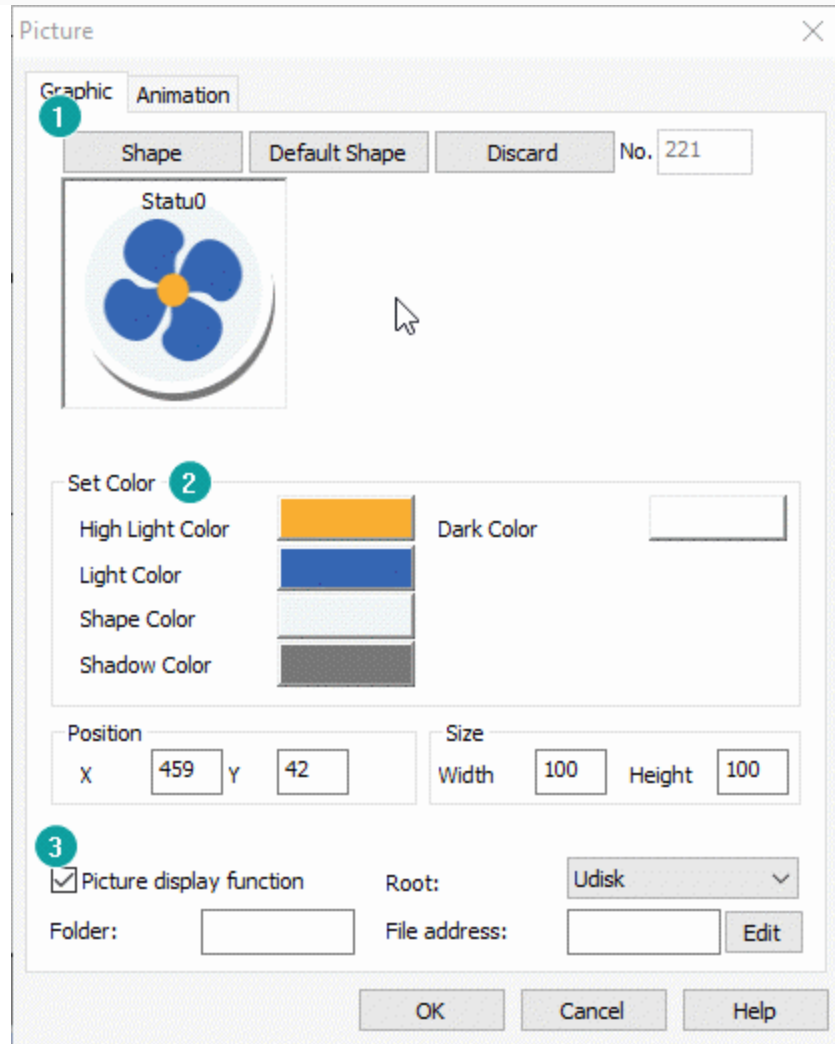 Picture
Graphic Animation
1
Shape Default Shape Discard No. 221
Statu0
Set Color 2
High Light Color Dark Color
Light Color
Shape Color
Shadow Color
Position Size
X 459 Y 42 Width 100 Height 100
3
Picture display function Root: Udisk
Folder: File address: Edit
OK Cancel Help